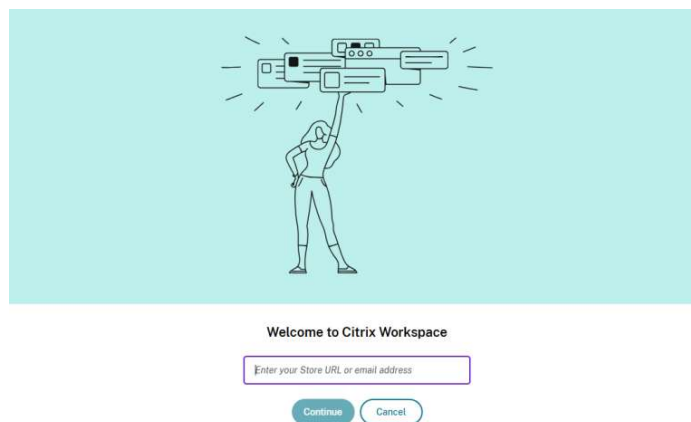 Welcome to Citrix Workspace
Enter your Store URL or email address
Continue
Cancel